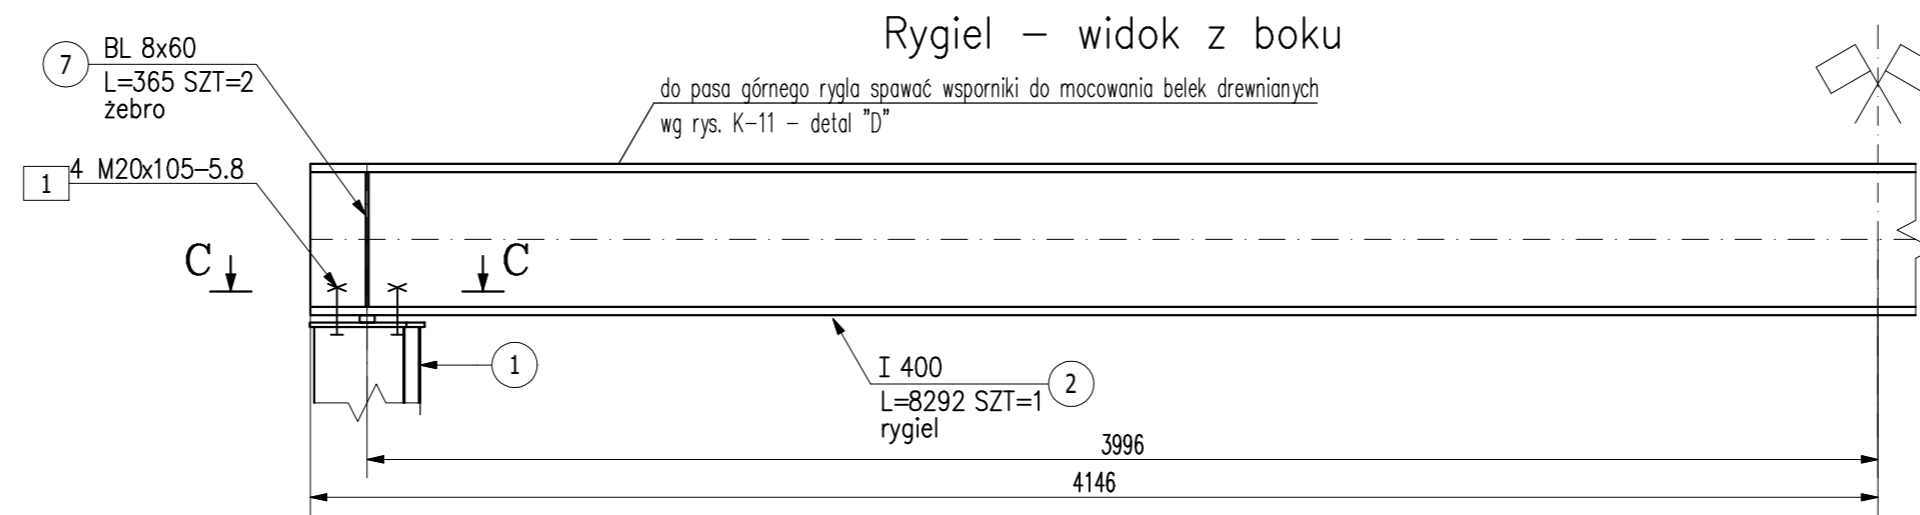 Rygiel – widok z boku
7
BL 8x60
L=365 SZT=2
żebro
do pasa górnego rygla spawać wsporniki do mocowania belek drewnianych
wg rys. K-11 – detal "D"
1
4 M20x105-5.8
C
C
1
I 400
L=8292 SZT=1
rygiel
2
3996
4146